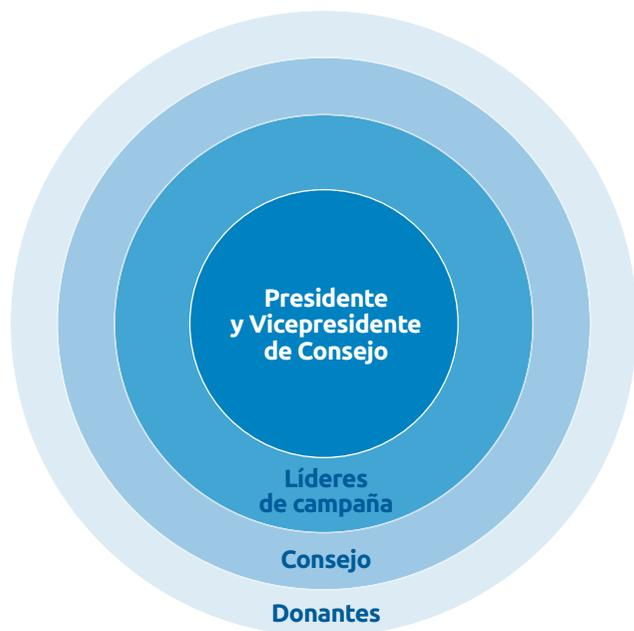 Presidente
y Vicepresidente
de Consejo
Líderes
de campaña
Consejo
Donantes